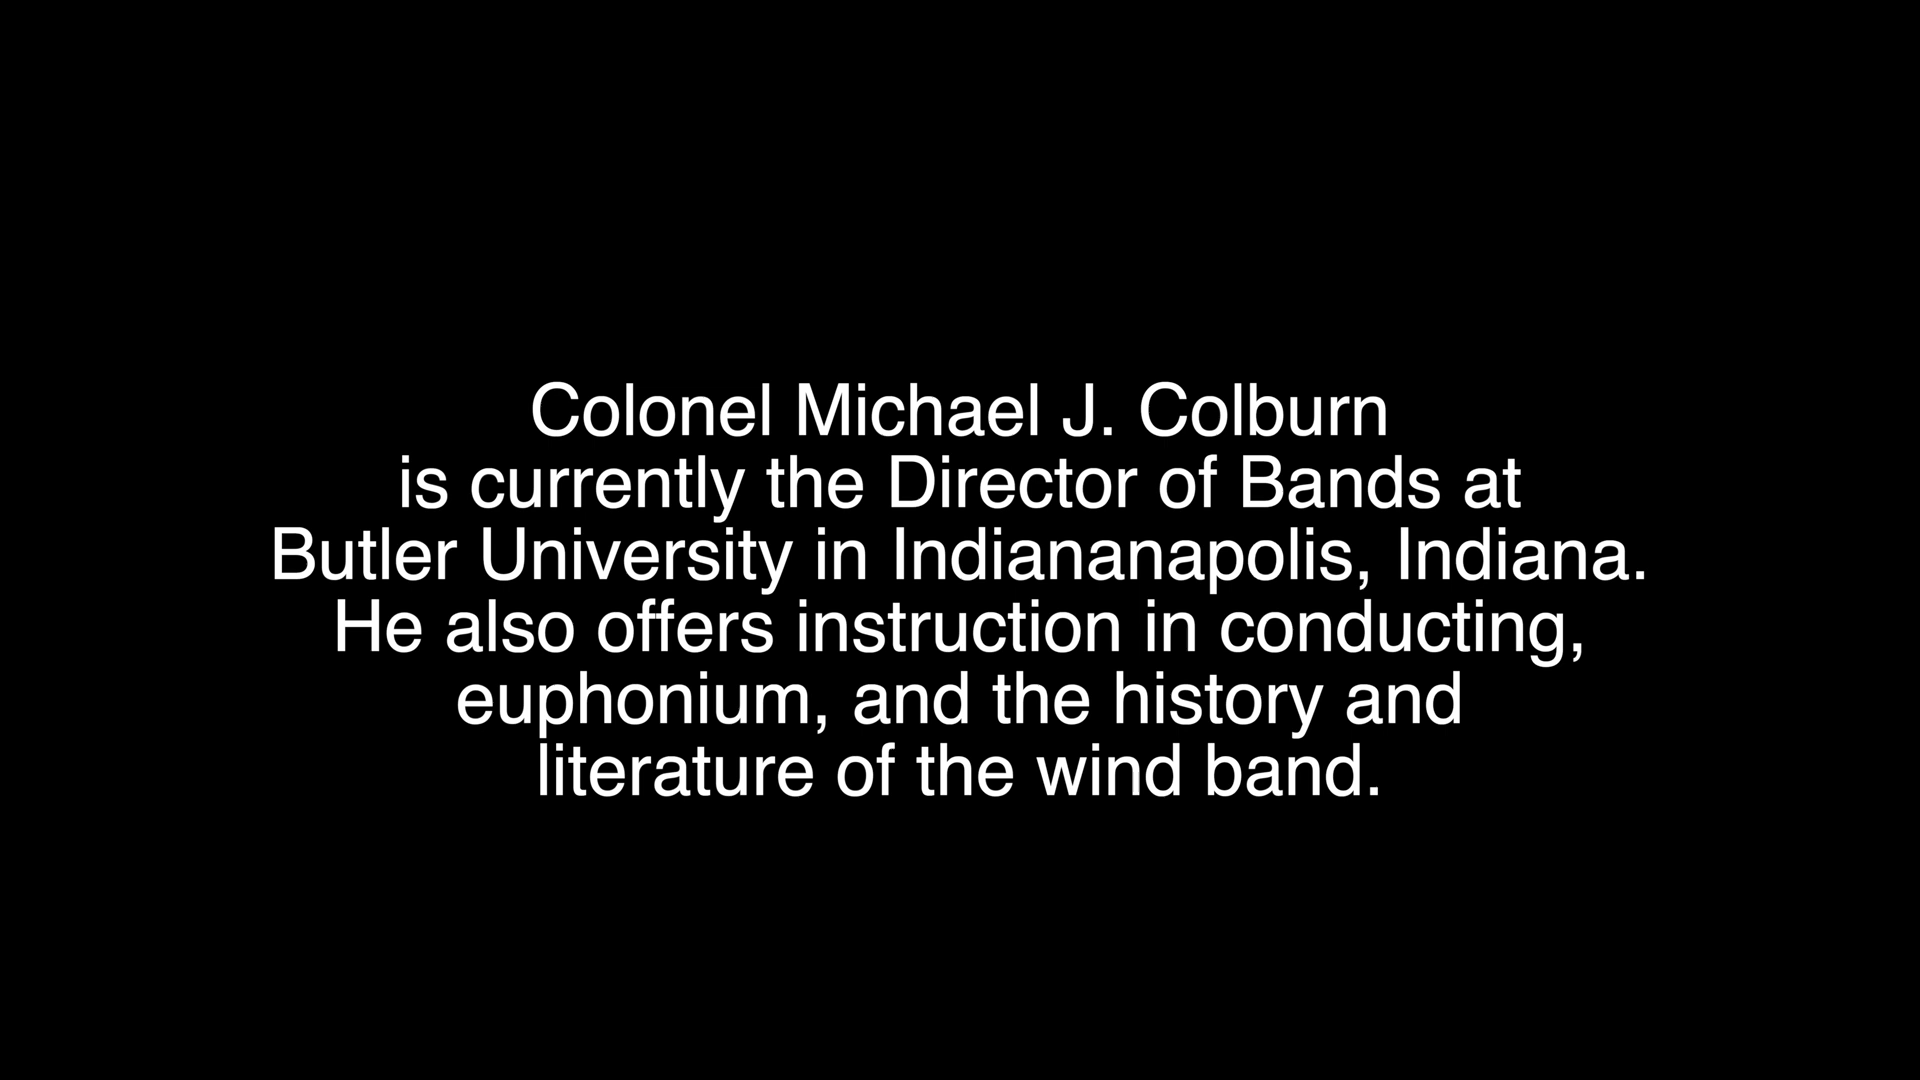 Colonel Michael J. Colburn
is currently the Director of Bands at
Butler University in Indiananapolis, Indiana.
He also offers instruction in conducting,
euphonium, and the history and
literature of the wind band.